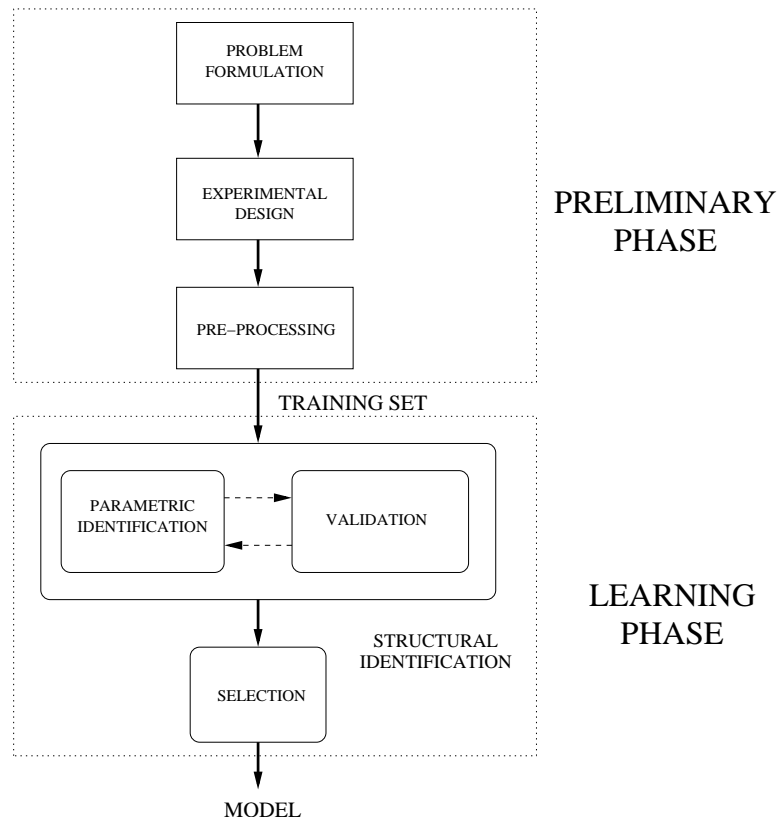 PROBLEM
FORMULATION
EXPERIMENTAL
DESIGN
PRELIMINARY
PHASE
PRE−PROCESSING
TRAINING SET
PARAMETRIC
IDENTIFICATION
VALIDATION
LEARNING
PHASE
STRUCTURAL
IDENTIFICATION
SELECTION
MODEL